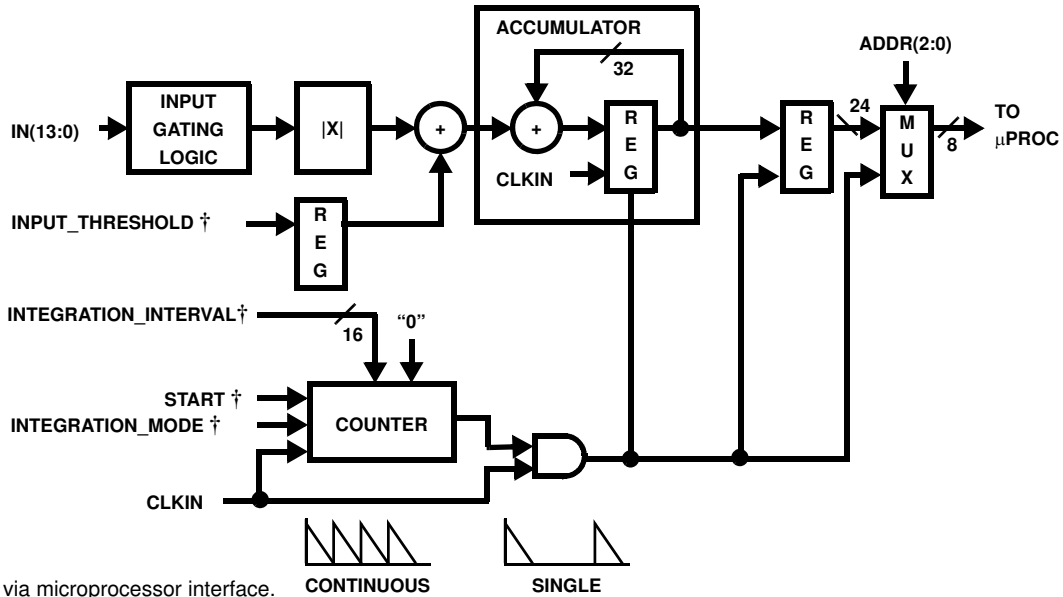 ACCUMULATOR
32
ADDR(2:0)
IN(13:0)
INPUT
GATING
LOGIC
|X|
+
+
R
E
G
CLKIN
R
E
G
24
M
U
X
8
TO
µPROC
INPUT_THRESHOLD †
R
E
G
INTEGRATION_INTERVAL†
16
“0”
START †
INTEGRATION_MODE †
COUNTER
CLKIN
CONTINUOUS
SINGLE
via microprocessor interface.